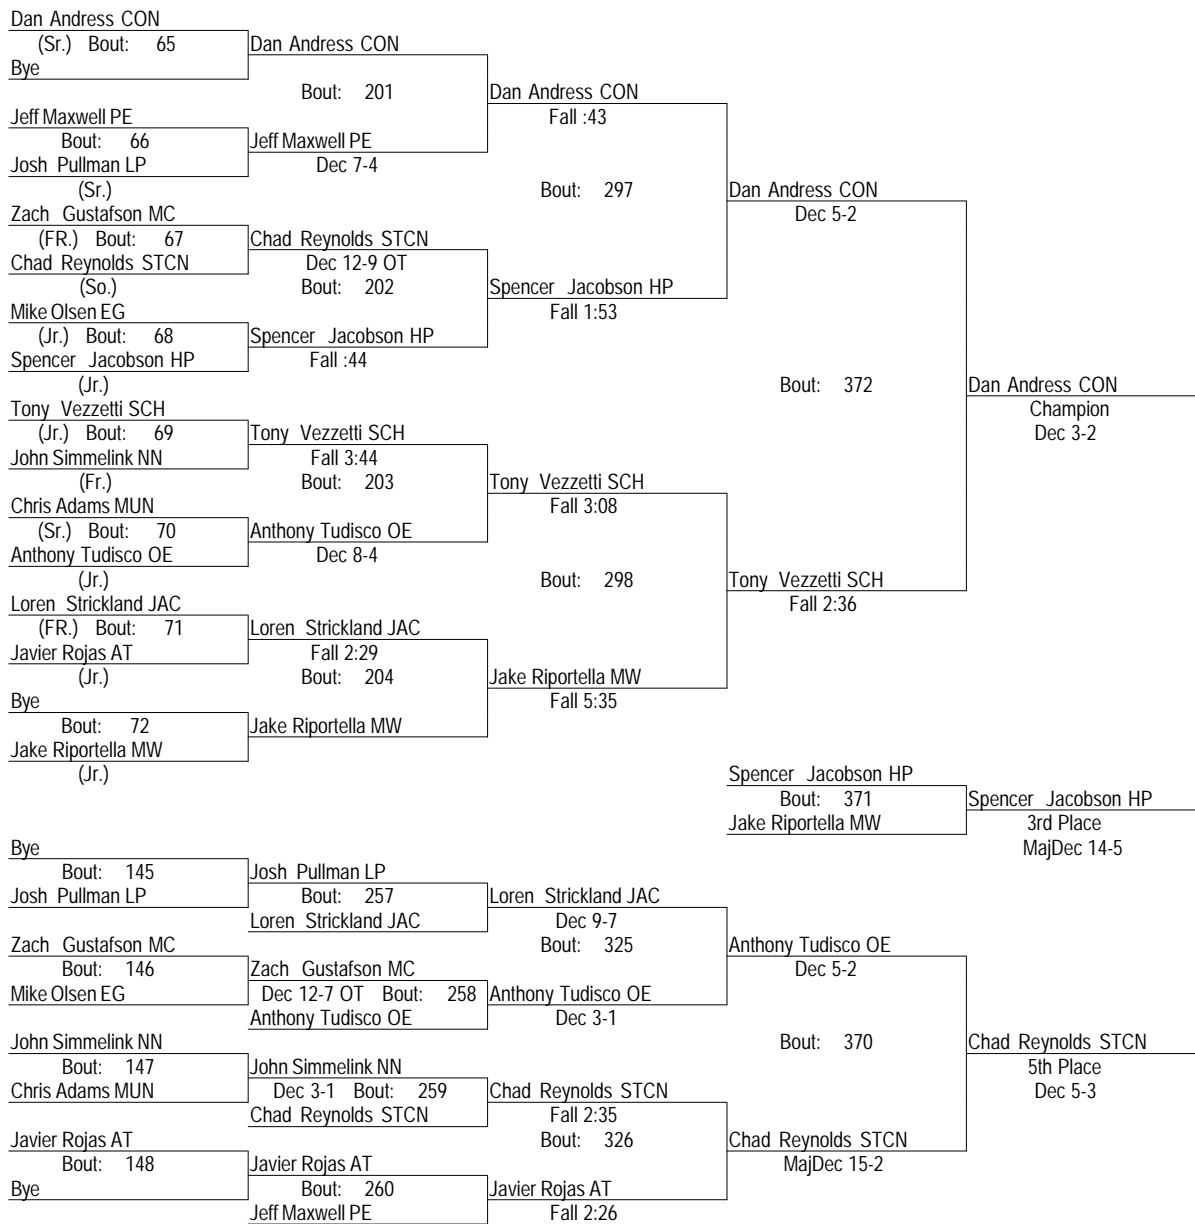 Dan Andress CON
(Sr.) Bout: 65 Dan Andress CON
Bye
Bout: 201 Dan Andress CON
Jeff Maxwell PE Fall :43
Bout: 66 Jeff Maxwell PE
Josh Pullman LP Dec 7-4
(Sr.) Bout: 297 Dan Andress CON
Zach Gustafson MC Dec 5-2
(FR.) Bout: 67 Chad Reynolds STCN
Chad Reynolds STCN Dec 12-9 OT
(So.) Bout: 202 Spencer Jacobson HP
Mike Olsen EG Fall 1:53
(Jr.) Bout: 68 Spencer Jacobson HP
Spencer Jacobson HP Fall :44
(Jr.) Bout: 372 Dan Andress CON
Tony Vezzetti SCH Champion
(Jr.) Bout: 69 Tony Vezzetti SCH Dec 3-2
John Simmelink NN Fall 3:44
(Fr.) Bout: 203 Tony Vezzetti SCH
Chris Adams MUN Fall 3:08
(Sr.) Bout: 70 Anthony Tudisco OE
Anthony Tudisco OE Dec 8-4
(Jr.) Bout: 298 Tony Vezzetti SCH
Loren Strickland JAC Fall 2:36
(FR.) Bout: 71 Loren Strickland JAC
Javier Rojas AT Fall 2:29
(Jr.) Bout: 204 Jake Riportella MW
Bye Fall 5:35
Bout: 72 Jake Riportella MW
Jake Riportella MW
(Jr.) Spencer Jacobson HP
Bout: 371 Spencer Jacobson HP
Jake Riportella MW 3rd Place
Bye MajDec 14-5
Bout: 145 Josh Pullman LP
Josh Pullman LP Bout: 257 Loren Strickland JAC
Loren Strickland JAC Dec 9-7
Zach Gustafson MC Bout: 325 Anthony Tudisco OE
Bout: 146 Zach Gustafson MC Dec 5-2
Mike Olsen EG Dec 12-7 OT Bout: 258 Anthony Tudisco OE
Anthony Tudisco OE Dec 3-1
John Simmelink NN Bout: 370 Chad Reynolds STCN
Bout: 147 John Simmelink NN 5th Place
Chris Adams MUN Dec 3-1 Bout: 259 Chad Reynolds STCN Dec 5-3
Chad Reynolds STCN Fall 2:35
Javier Rojas AT Bout: 326 Chad Reynolds STCN
Bout: 148 Javier Rojas AT MajDec 15-2
Bye Bout: 260 Javier Rojas AT
Jeff Maxwell PE Fall 2:26